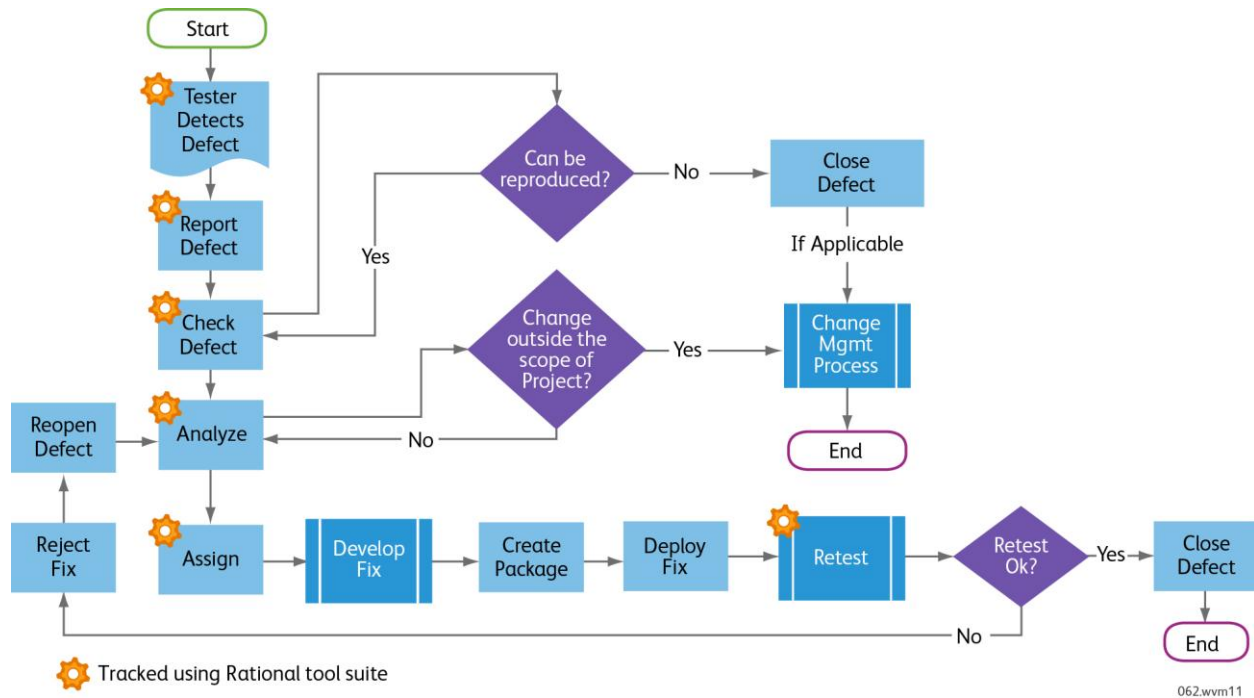 Start
Tester
Detects
Defect
Report
Defect
Check
Defect
Analyze
Assign
Can be
reproduced?
No
Yes
Close
Defect
If Applicable
Change
outside the
scope of
Project?
Yes
No
Change
Mgmt
Process
End
Reopen
Defect
Reject
Fix
Develop
Fix
Create
Package
Deploy
Fix
Retest
Retest
Ok?
Yes
Close
Defect
No
End
Tracked using Rational tool suite
062.wvm11